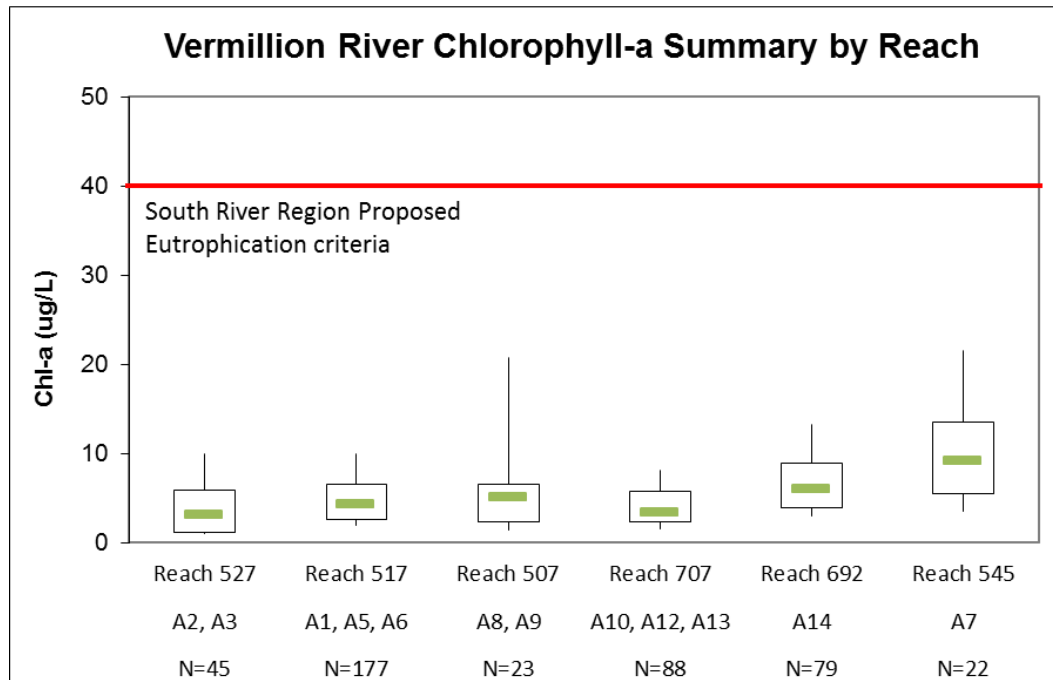 Vermillion River Chlorophyll-a Summary by Reach
50
40
South River Region Proposed
Eutrophication criteria
30
20
10
0
Chl-a (ug/L)
Reach 527 Reach 517 Reach 507 Reach 707 Reach 692 Reach 545
A2, A3 A1, A5, A6 A8, A9 A10, A12, A13 A14 A7
N=45 N=177 N=23 N=88 N=79 N=22